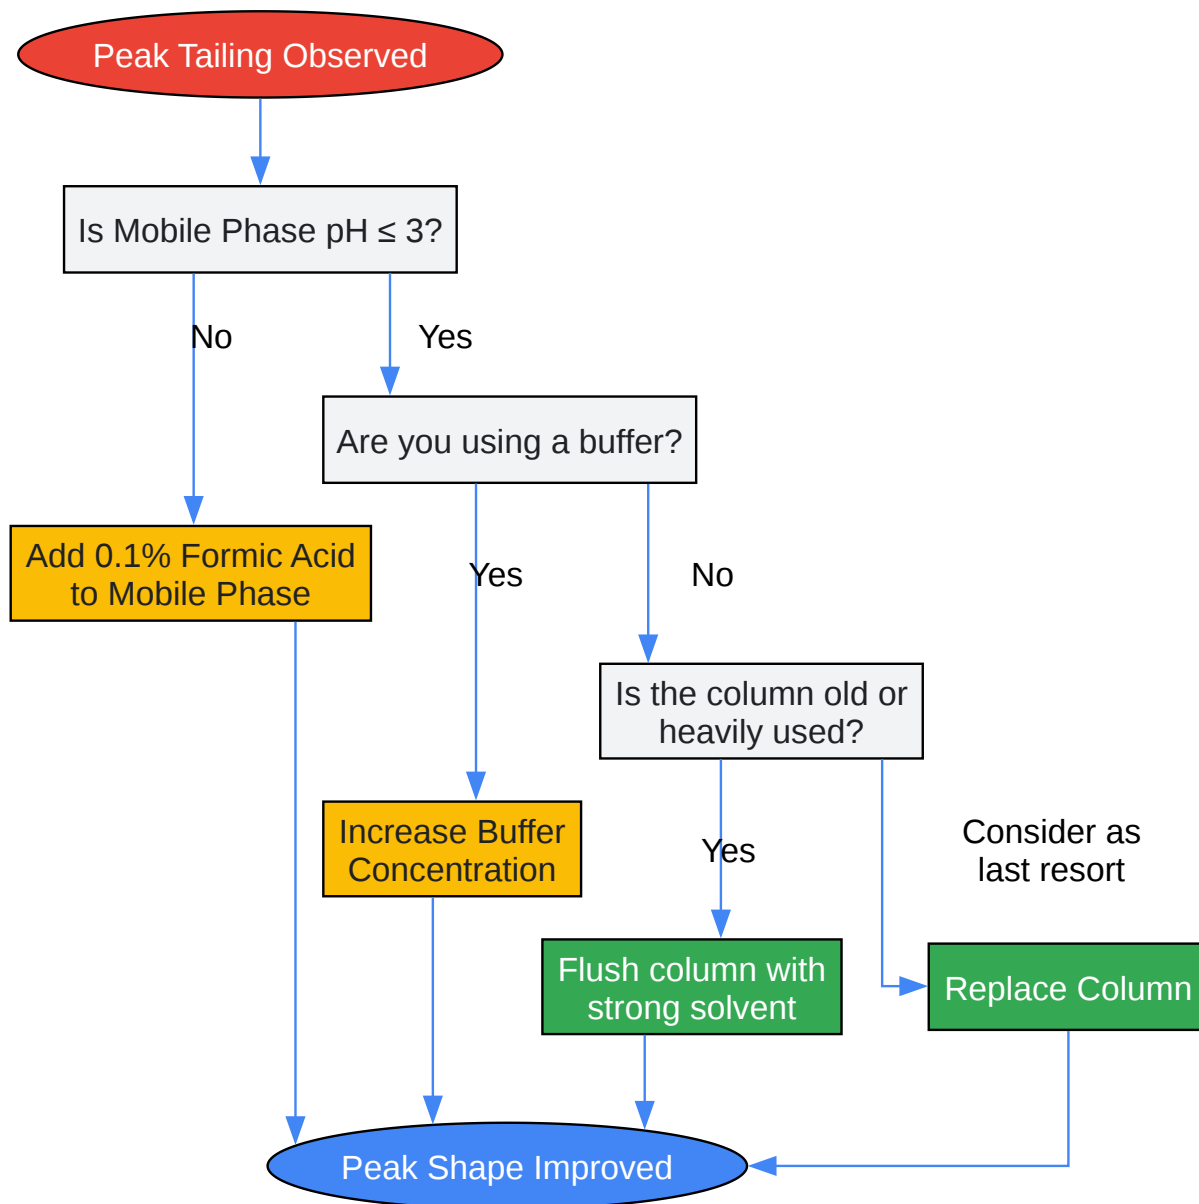 Peak Tailing Observed
Is Mobile Phase pH ≤ 3?
No
Yes
Are you using a buffer?
Add 0.1% Formic Acid
to Mobile Phase
Yes
No
Is the column old or
heavily used?
Increase Buffer
Concentration
Yes
Consider as
last resort
Flush column with
strong solvent
Replace Column
Peak Shape Improved